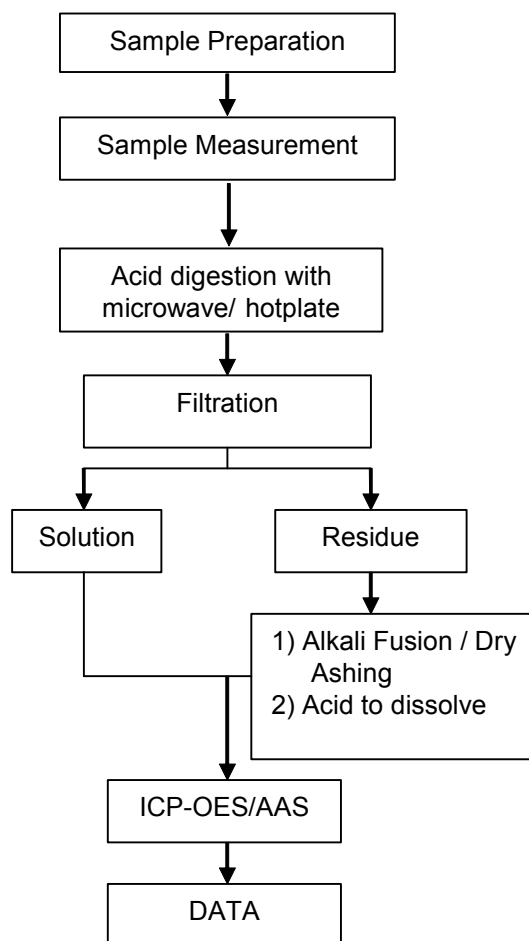 Sample Preparation
Sample Measurement
Acid digestion with
microwave/ hotplate
Filtration
Solution
Residue
1) Alkali Fusion / Dry
Ashing
2) Acid to dissolve
ICP-OES/AAS
DATA